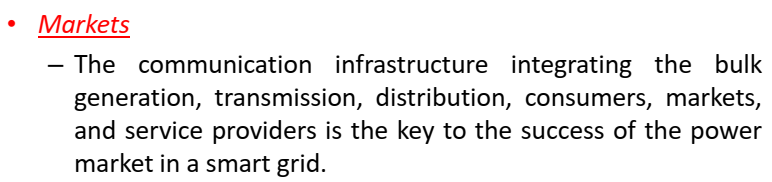 • Markets
– The communication infrastructure integrating the bulk
generation, transmission, distribution, consumers, markets,
and service providers is the key to the success of the power
market in a smart grid.